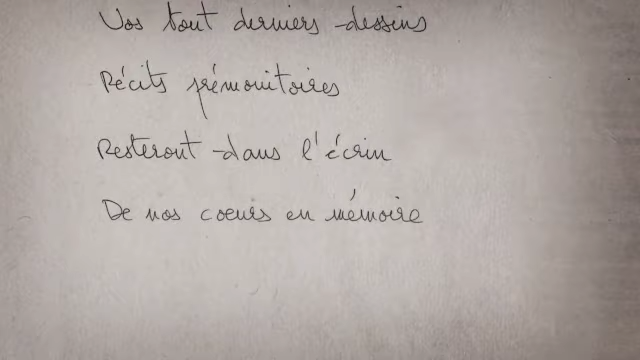 Vos tout derniers dessins
Récits prémonitoires
Resteront dans l'écrin
De nos coeurs en mémoire